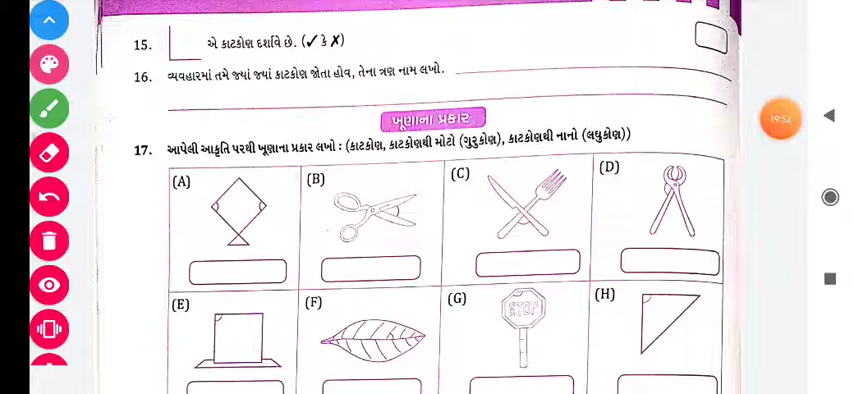 15. એ કાટકોણ દર્શાવે છે. (✓ કે ✗)
16. વ્યવહારમાં તમે જ્યાં જ્યાં કાટકોણ જોતા હોવ, તેના ત્રણ નામ લખો.
ખૂણાના પ્રકાર
17. આપેલી આકૃતિ પરથી ખૂણાના પ્રકાર લખો : (કાટકોણ, કાટકોણથી મોટો (ગુરુકોણ), કાટકોણથી નાનો (લઘુકોણ))
(A) (B) (C) (D)
(E) (F) (G) (H)
STOP
19:52